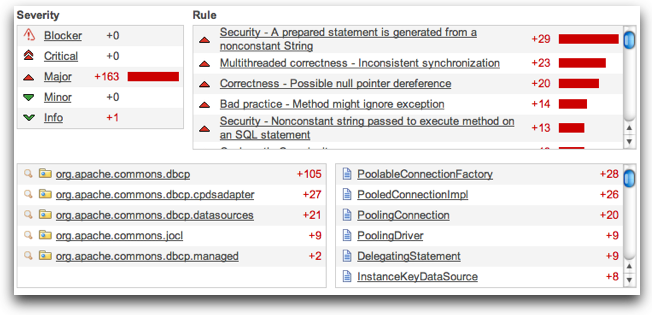 Severity
Blocker +0
Critical +0
Major +163
Minor +0
Info +1
Rule
Security - A prepared statement is generated from a
nonconstant String +29
Multithreaded correctness - Inconsistent synchronization +23
Correctness - Possible null pointer dereference +20
Bad practice - Method might ignore exception +14
Security - Nonconstant string passed to execute method on
an SQL statement +13
org.apache.commons.dbcp +105
org.apache.commons.dbcp.cpdsadapter +27
org.apache.commons.dbcp.datasources +21
org.apache.commons.jocl +9
org.apache.commons.dbcp.managed +2
PoolableConnectionFactory +28
PooledConnectionImpl +26
PoolingConnection +20
PoolingDriver +9
DelegatingStatement +9
InstanceKeyDataSource +8